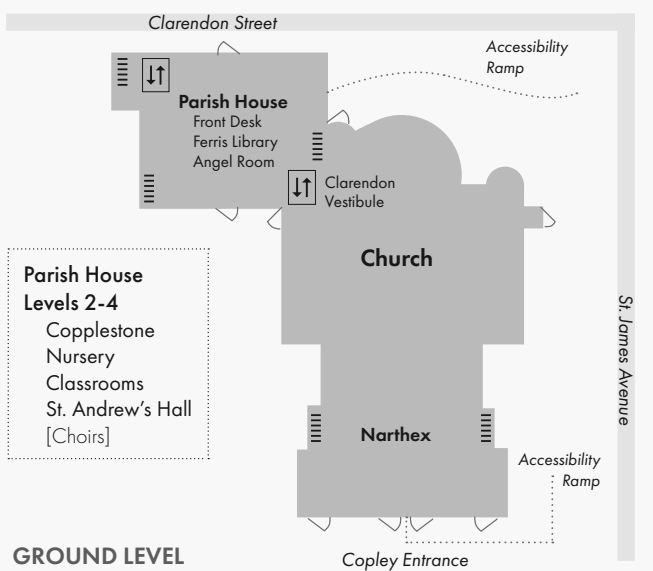 Clarendon Street
Accessibility
Ramp
Parish House
Front Desk
Ferris Library
Angel Room
Clarendon
Vestibule
Church
Parish House
Levels 2-4
Copplestone
Nursery
Classrooms
St. Andrew's Hall
[Choirs]
St. James Avenue
Narthex
Accessibility
Ramp
GROUND LEVEL
Copley Entrance